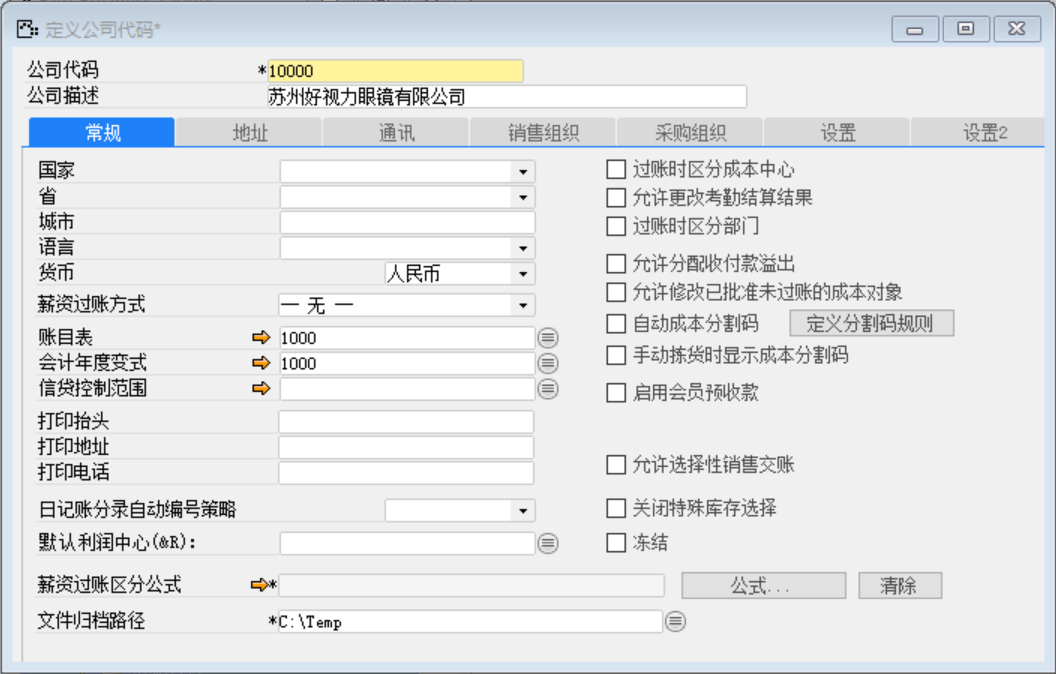 定义公司代码*
公司代码 *10000
公司描述 苏州好视力眼镜有限公司
常规 地址 通讯 销售组织 采购组织 设置 设置2
国家 过账时区分成本中心
省 允许更改考勤结算结果
城市 过账时区分部门
语言
货币 人民币 允许分配收付款溢出
薪资过账方式 — 无 — 允许修改已批准未过账的成本对象
账目表 1000 自动成本分割码 定义分割码规则
会计年度变式 1000 手动拣货时显示成本分割码
信贷控制范围 启用会员预收款
打印抬头
打印地址
打印电话 允许选择性销售交账
日记账分录自动编号策略 关闭特殊库存选择
默认利润中心(&R): 冻结
薪资过账区分公式 * 公式... 清除
文件归档路径 *C:\Temp